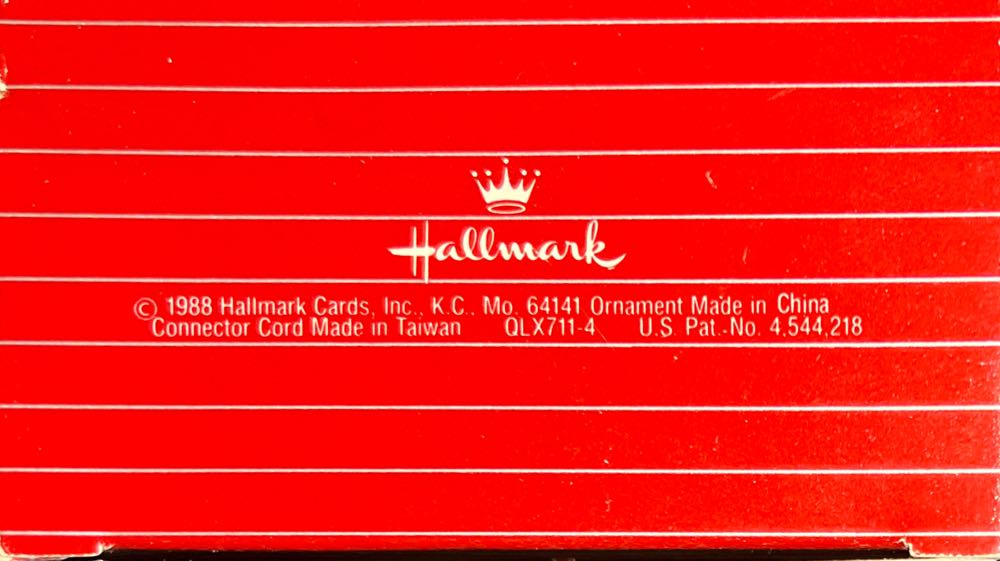 Hallmark
© 1988 Hallmark Cards, Inc., K.C., Mo. 64141 Ornament Made in China
Connector Cord Made in Taiwan QLX711-4 U.S. Pat. No. 4,544,218